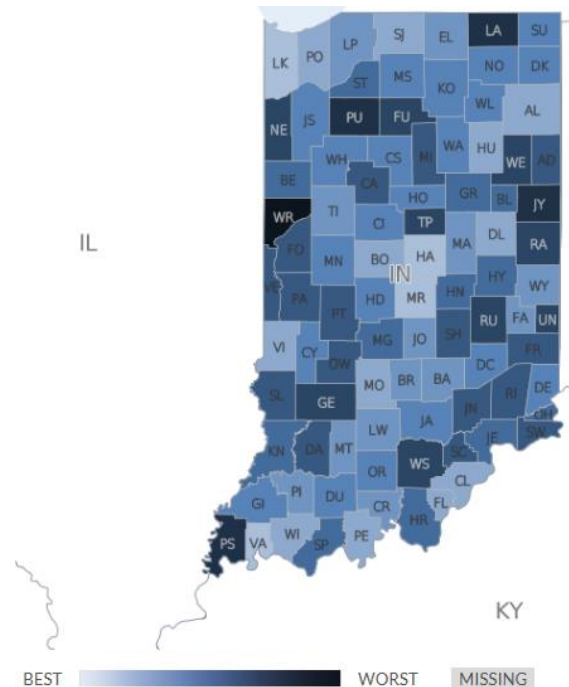 LK PO LP SJ EL LA SU
ST MS KO NO DK
NE JS PU FU WL AL
WH CS MI WA HU WE AD
BE CA HO GR BL JY
WR TI CI TP
FO MN BO HA MA DL RA
IL
IN
VE PA PT HD MR HN HY WY
RU FA UN
VI CY OW MG JO SH FR
MO BR BA DC DE
SL GE JN RI OH
LW JA JE SW
KN DA MT SC
OR WS CL
GI PI DU CR FL
PS VA WI SP PE HR
KY
BEST WORST MISSING